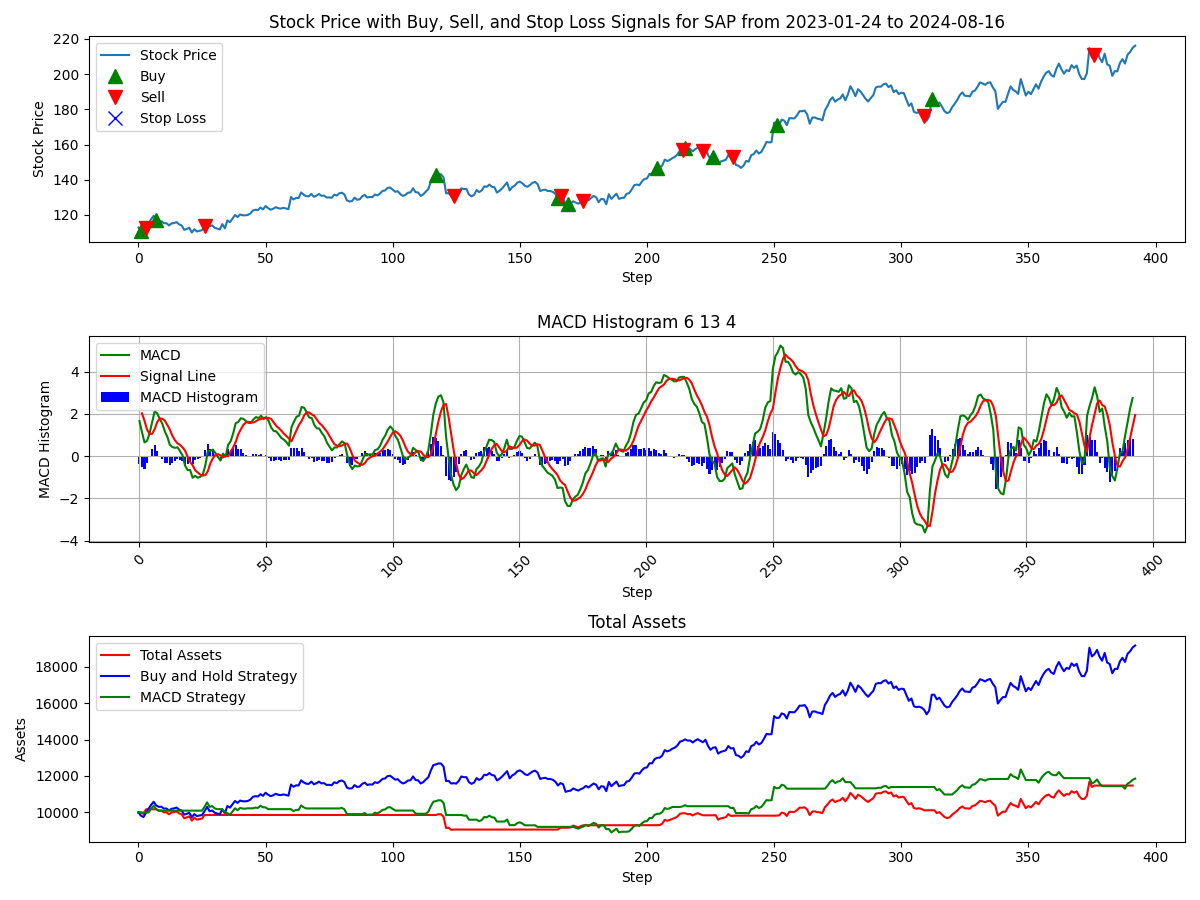 Stock Price with Buy, Sell, and Stop Loss Signals for SAP from 2023-01-24 to 2024-08-16
Stock Price
Buy
Sell
Stop Loss
Stock Price
220
200
180
160
140
120
0 50 100 150 200 250 300 350 400
Step
MACD Histogram 6 13 4
MACD
Signal Line
MACD Histogram
MACD Histogram
4
2
0
−2
−4
0 50 100 150 200 250 300 350 400
Step
Total Assets
Total Assets
Buy and Hold Strategy
MACD Strategy
Assets
18000
16000
14000
12000
10000
0 50 100 150 200 250 300 350 400
Step